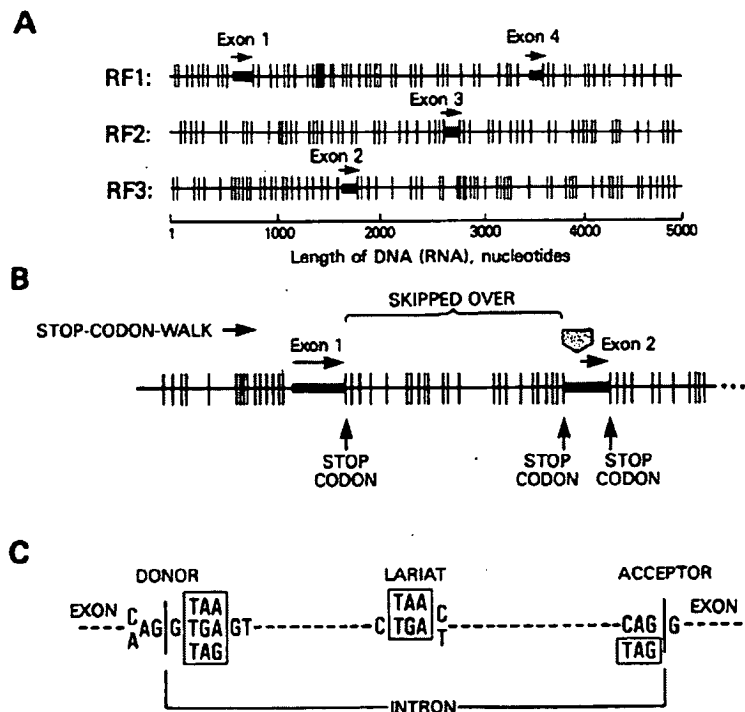 A
Exon 1
Exon 4
RF1:
Exon 3
RF2:
Exon 2
RF3:
1 1000 2000 3000 4000 5000
Length of DNA (RNA), nucleotides
B
SKIPPED OVER
STOP-CODON-WALK
Exon 1
Exon 2
STOP CODON
STOP CODON
STOP CODON
C
DONOR
LARIAT
ACCEPTOR
EXON
C
A
AG G
TAA
TGA
TAG
GT
C
TAA
TGA
C
T
CAG
TAG
G
EXON
INTRON